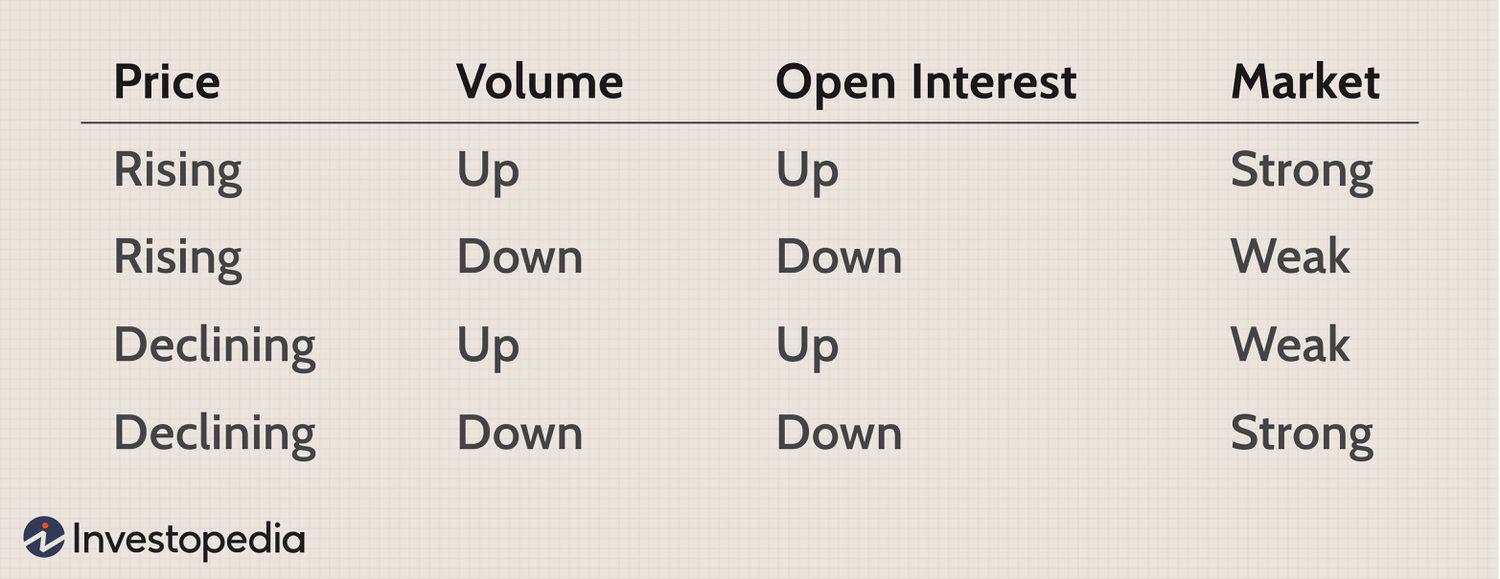 Price Volume Open Interest Market
Rising Up Up Strong
Rising Down Down Weak
Declining Up Up Weak
Declining Down Down Strong
Investopedia